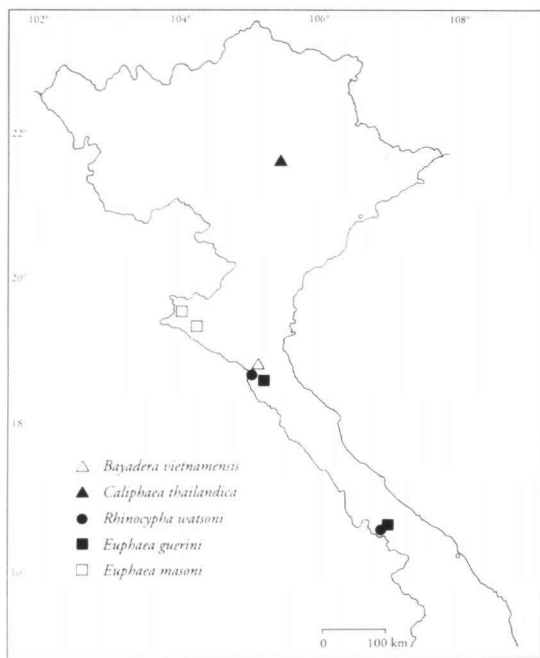 102° 104° 106° 108°
22°
20°
18°
Bayadera vietnamensis
Caliphaea thailandica
Rhinocypha watsoni
Euphaea guerini
Euphaea masoni
0 100 km